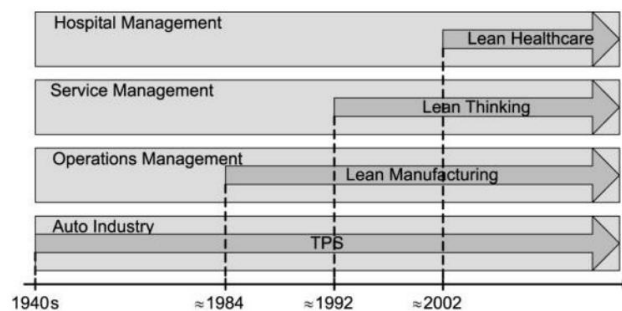 Hospital Management
Lean Healthcare
Service Management
Lean Thinking
Operations Management
Lean Manufacturing
Auto Industry
TPS
1940s ≈1984 ≈1992 ≈2002